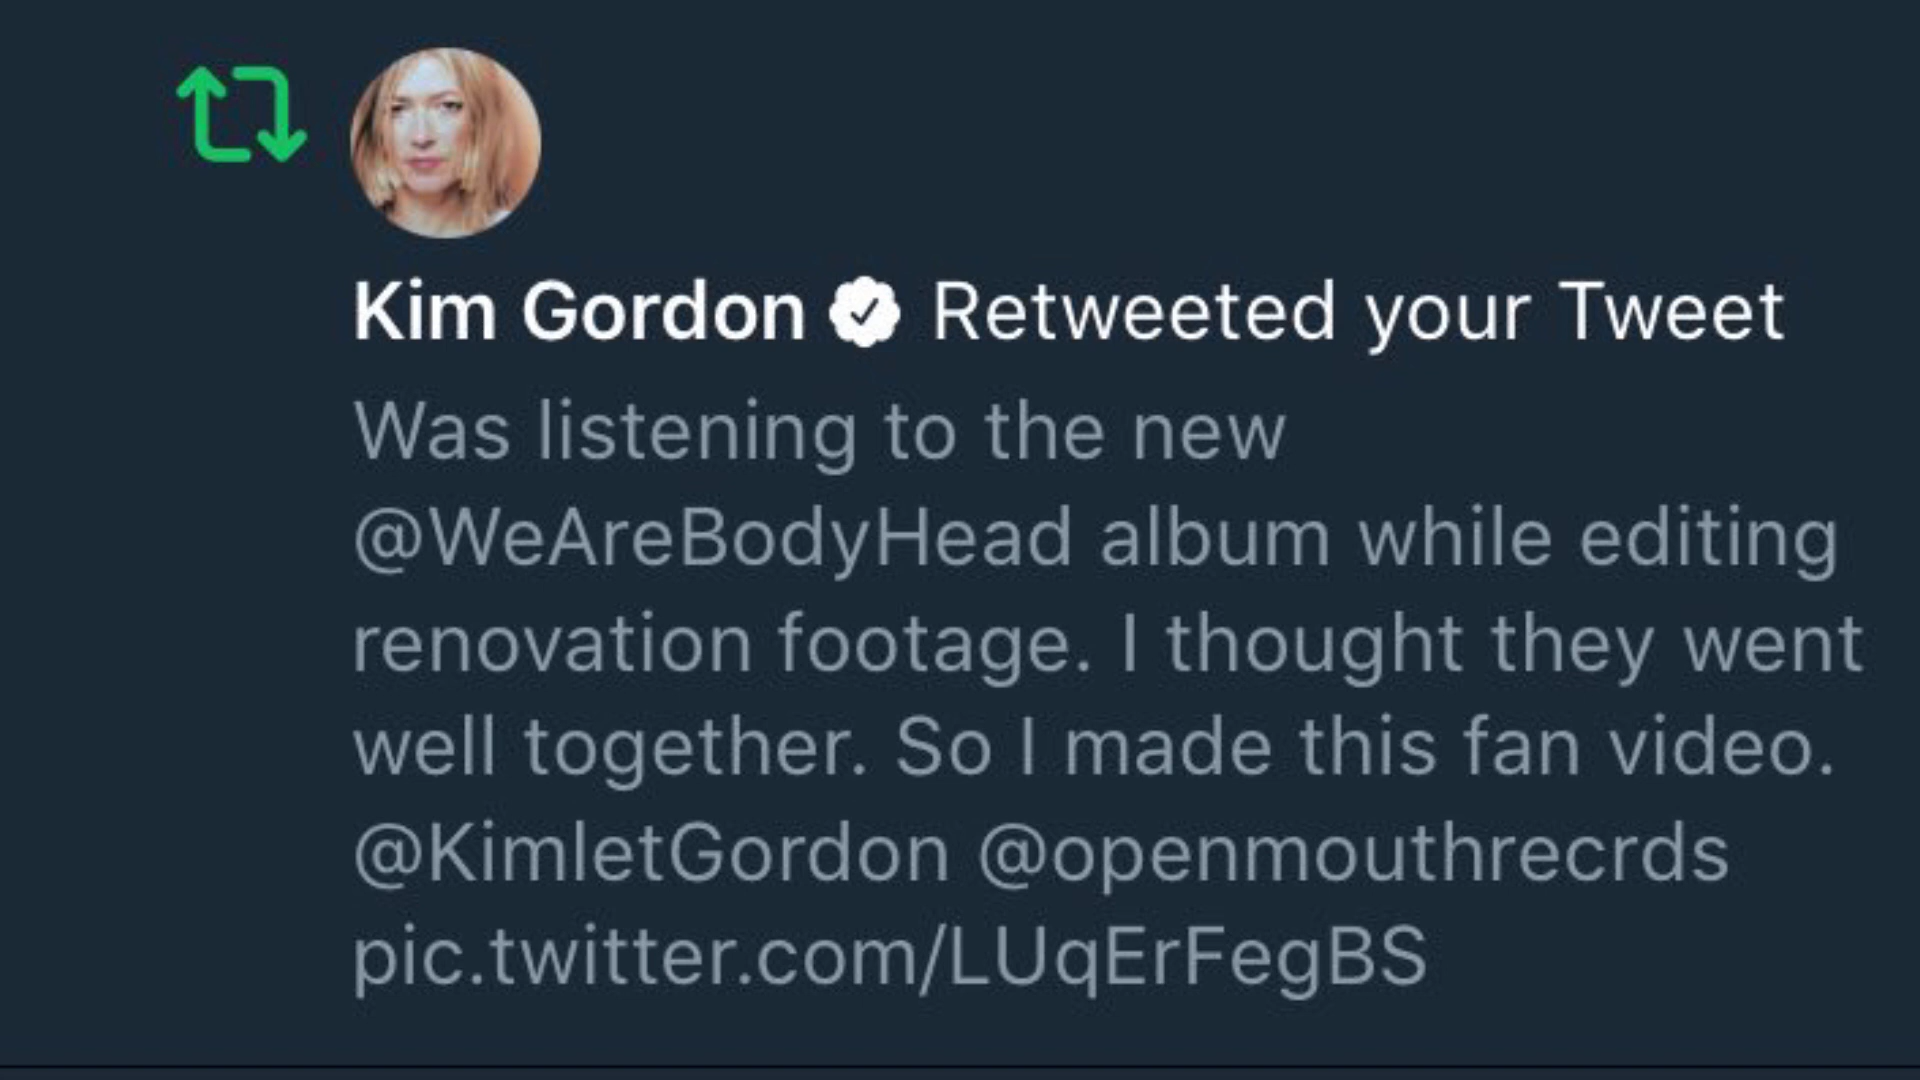 Kim Gordon Retweeted your Tweet
Was listening to the new
@WeAreBodyHead album while editing
renovation footage. I thought they went
well together. So I made this fan video.
@KimletGordon @openmouthrecrds
pic.twitter.com/LUqErFegBS